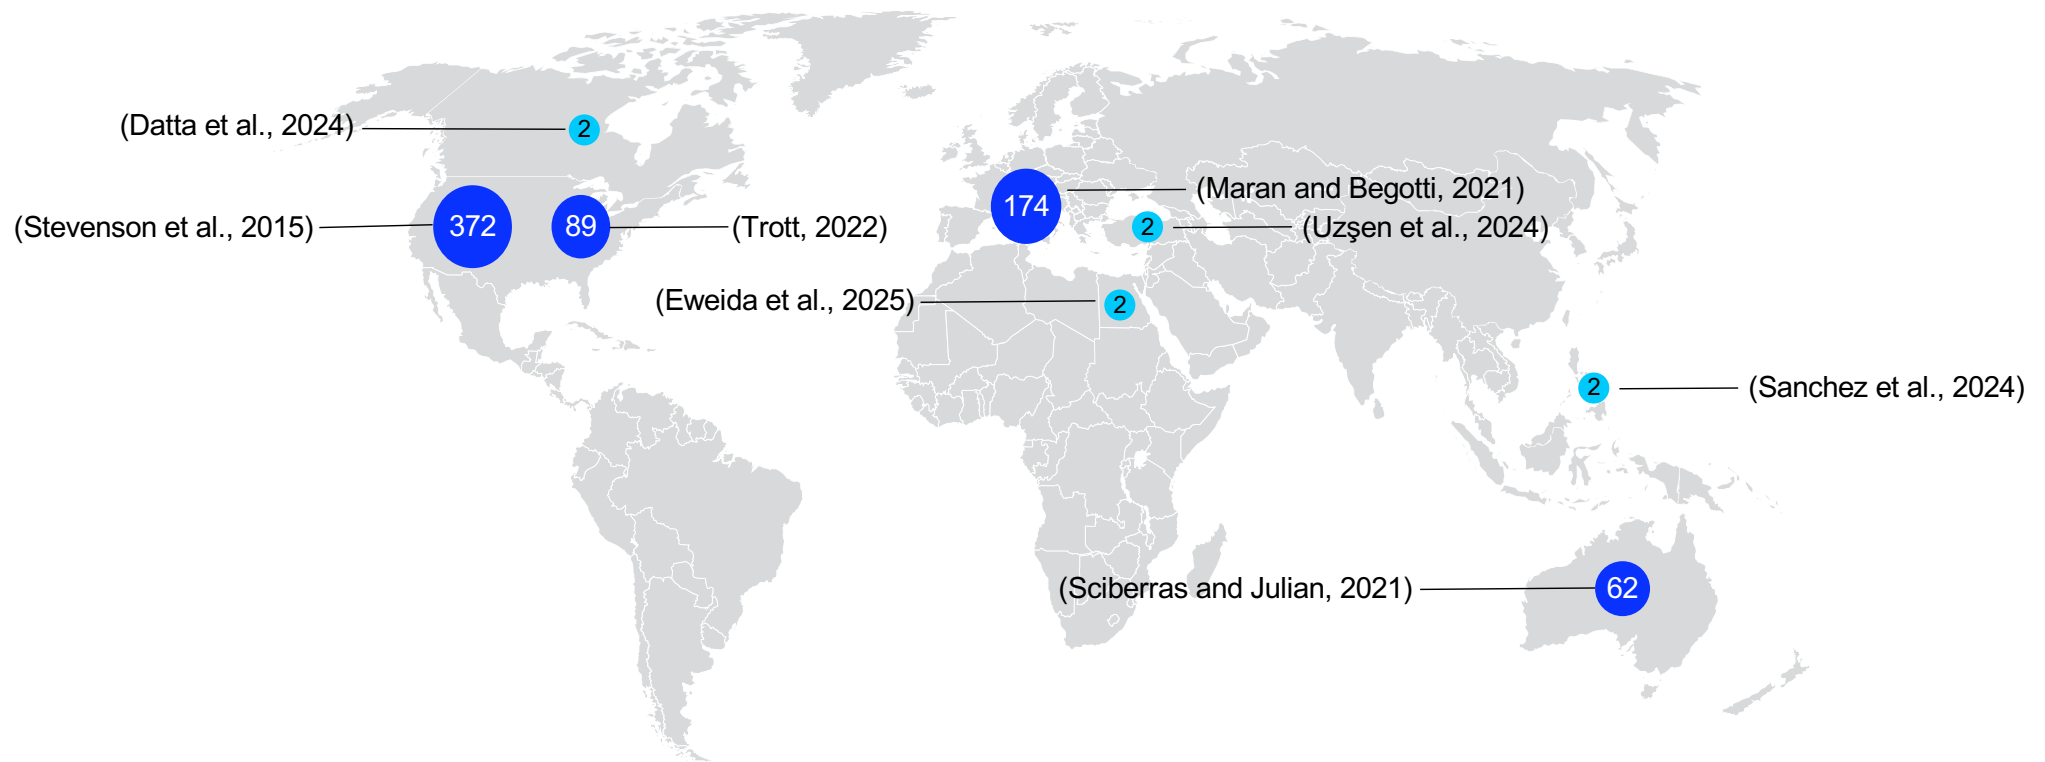 (Datta et al., 2024)
2
(Maran and Begotti, 2021)
174
(Stevenson et al., 2015)
372
89
(Trott, 2022)
2
(Uzşen et al., 2024)
(Eweida et al., 2025)
2
2
(Sanchez et al., 2024)
(Sciberras and Julian, 2021)
62